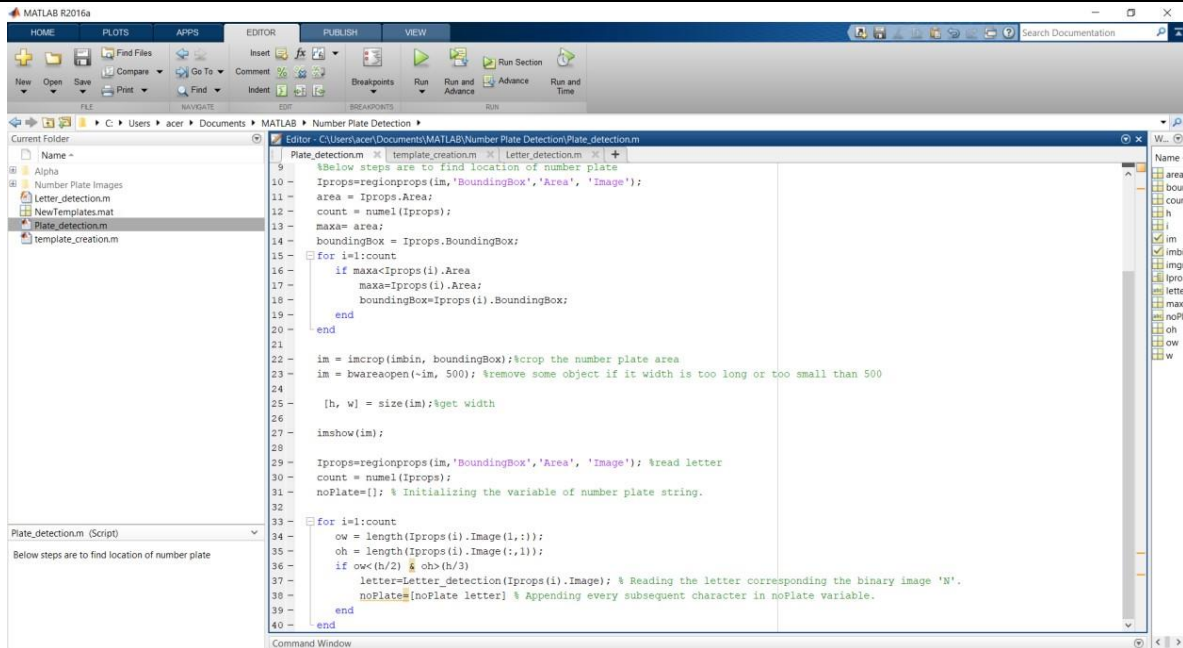 MATLAB R2016a
HOME PLOTS APPS EDITOR PUBLISH VIEW
Search Documentation
New Open Save Find Files Compare Print
Go To Find
Insert fx
Comment %
Indent
Breakpoints
Run
Run and Advance
Run Section
Advance
Run and Time
FILE NAVIGATE EDIT BREAKPOINTS RUN
C: Users acer Documents MATLAB Number Plate Detection
Current Folder
Name
Alpha
Number Plate Images
Letter_detection.m
NewTemplates.mat
Plate_detection.m
template_creation.m
Plate_detection.m (Script)
Below steps are to find location of number plate
Editor - C:\Users\acer\Documents\MATLAB\Number Plate Detection\Plate_detection.m
Plate_detection.m template_creation.m Letter_detection.m +
9 %Below steps are to find location of number plate
10 - Iprops=regionprops(im,'BoundingBox','Area', 'Image');
11 - area = Iprops.Area;
12 - count = numel(Iprops);
13 - maxa= area;
14 - boundingBox = Iprops.BoundingBox;
15 - for i=1:count
16 - if maxa<Iprops(i).Area
17 - maxa=Iprops(i).Area;
18 - boundingBox=Iprops(i).BoundingBox;
19 - end
20 - end
21
22 - im = imcrop(imbin, boundingBox);%crop the number plate area
23 - im = bwareaopen(~im, 500); %remove some object if it width is too long or too small than 500
24
25 - [h, w] = size(im);%get width
26
27 - imshow(im);
28
29 - Iprops=regionprops(im,'BoundingBox','Area', 'Image'); %read letter
30 - count = numel(Iprops);
31 - noPlate=[]; % Initializing the variable of number plate string.
32
33 - for i=1:count
34 - ow = length(Iprops(i).Image(1,:));
35 - oh = length(Iprops(i).Image(:,1));
36 - if ow<(h/2) & oh>(h/3)
37 - letter=Letter_detection(Iprops(i).Image); % Reading the letter corresponding the binary image 'N'.
38 - noPlate=[noPlate letter] % Appending every subsequent character in noPlate variable.
39 - end
40 - end
Command Window
W...
Name
area
bou
cour
h
i
im
imbi
img
Ipro
lette
max
noPl
oh
ow
w